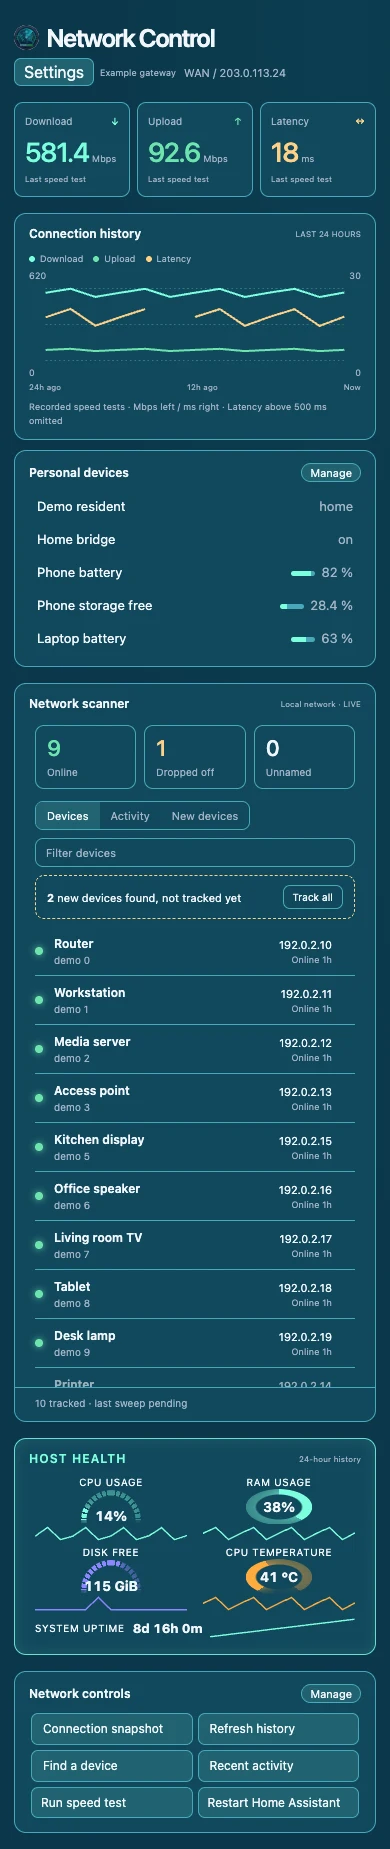 Network Control
Settings Example gateway WAN / 203.0.113.24
Download ↓ Upload ↑ Latency ↔
581.4 Mbps 92.6 Mbps 18 ms
Last speed test Last speed test Last speed test
Connection history LAST 24 HOURS
Download Upload Latency
620 30
0 0
24h ago 12h ago Now
Recorded speed tests · Mbps left / ms right · Latency above 500 ms
omitted
Personal devices Manage
Demo resident home
Home bridge on
Phone battery 82 %
Phone storage free 28.4 %
Laptop battery 63 %
Network scanner Local network · LIVE
9 1 0
Online Dropped off Unnamed
Devices Activity New devices
Filter devices
2 new devices found, not tracked yet Track all
Router 192.0.2.10
demo 0 Online 1h
Workstation 192.0.2.11
demo 1 Online 1h
Media server 192.0.2.12
demo 2 Online 1h
Access point 192.0.2.13
demo 3 Online 1h
Kitchen display 192.0.2.15
demo 5 Online 1h
Office speaker 192.0.2.16
demo 6 Online 1h
Living room TV 192.0.2.17
demo 7 Online 1h
Tablet 192.0.2.18
demo 8 Online 1h
Desk lamp 192.0.2.19
demo 9 Online 1h
Printer 192.0.2.14
10 tracked · last sweep pending
HOST HEALTH 24-hour history
CPU USAGE RAM USAGE
14% 38%
DISK FREE CPU TEMPERATURE
115 GiB 41 °C
SYSTEM UPTIME 8d 16h 0m
Network controls Manage
Connection snapshot Refresh history
Find a device Recent activity
Run speed test Restart Home Assistant